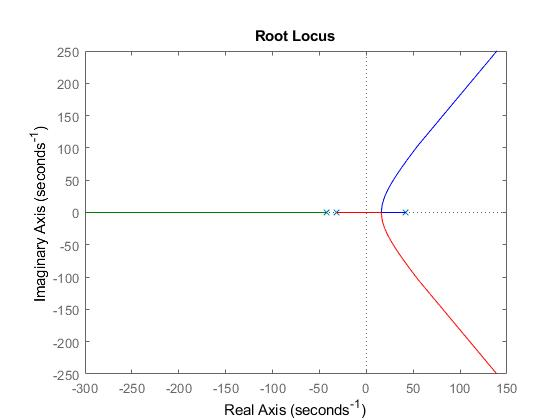 Root Locus
250
200
150
100
50
0
-50
-100
-150
-200
-250
Imaginary Axis (seconds⁻¹)
-300 -250 -200 -150 -100 -50 0 50 100 150
Real Axis (seconds⁻¹)